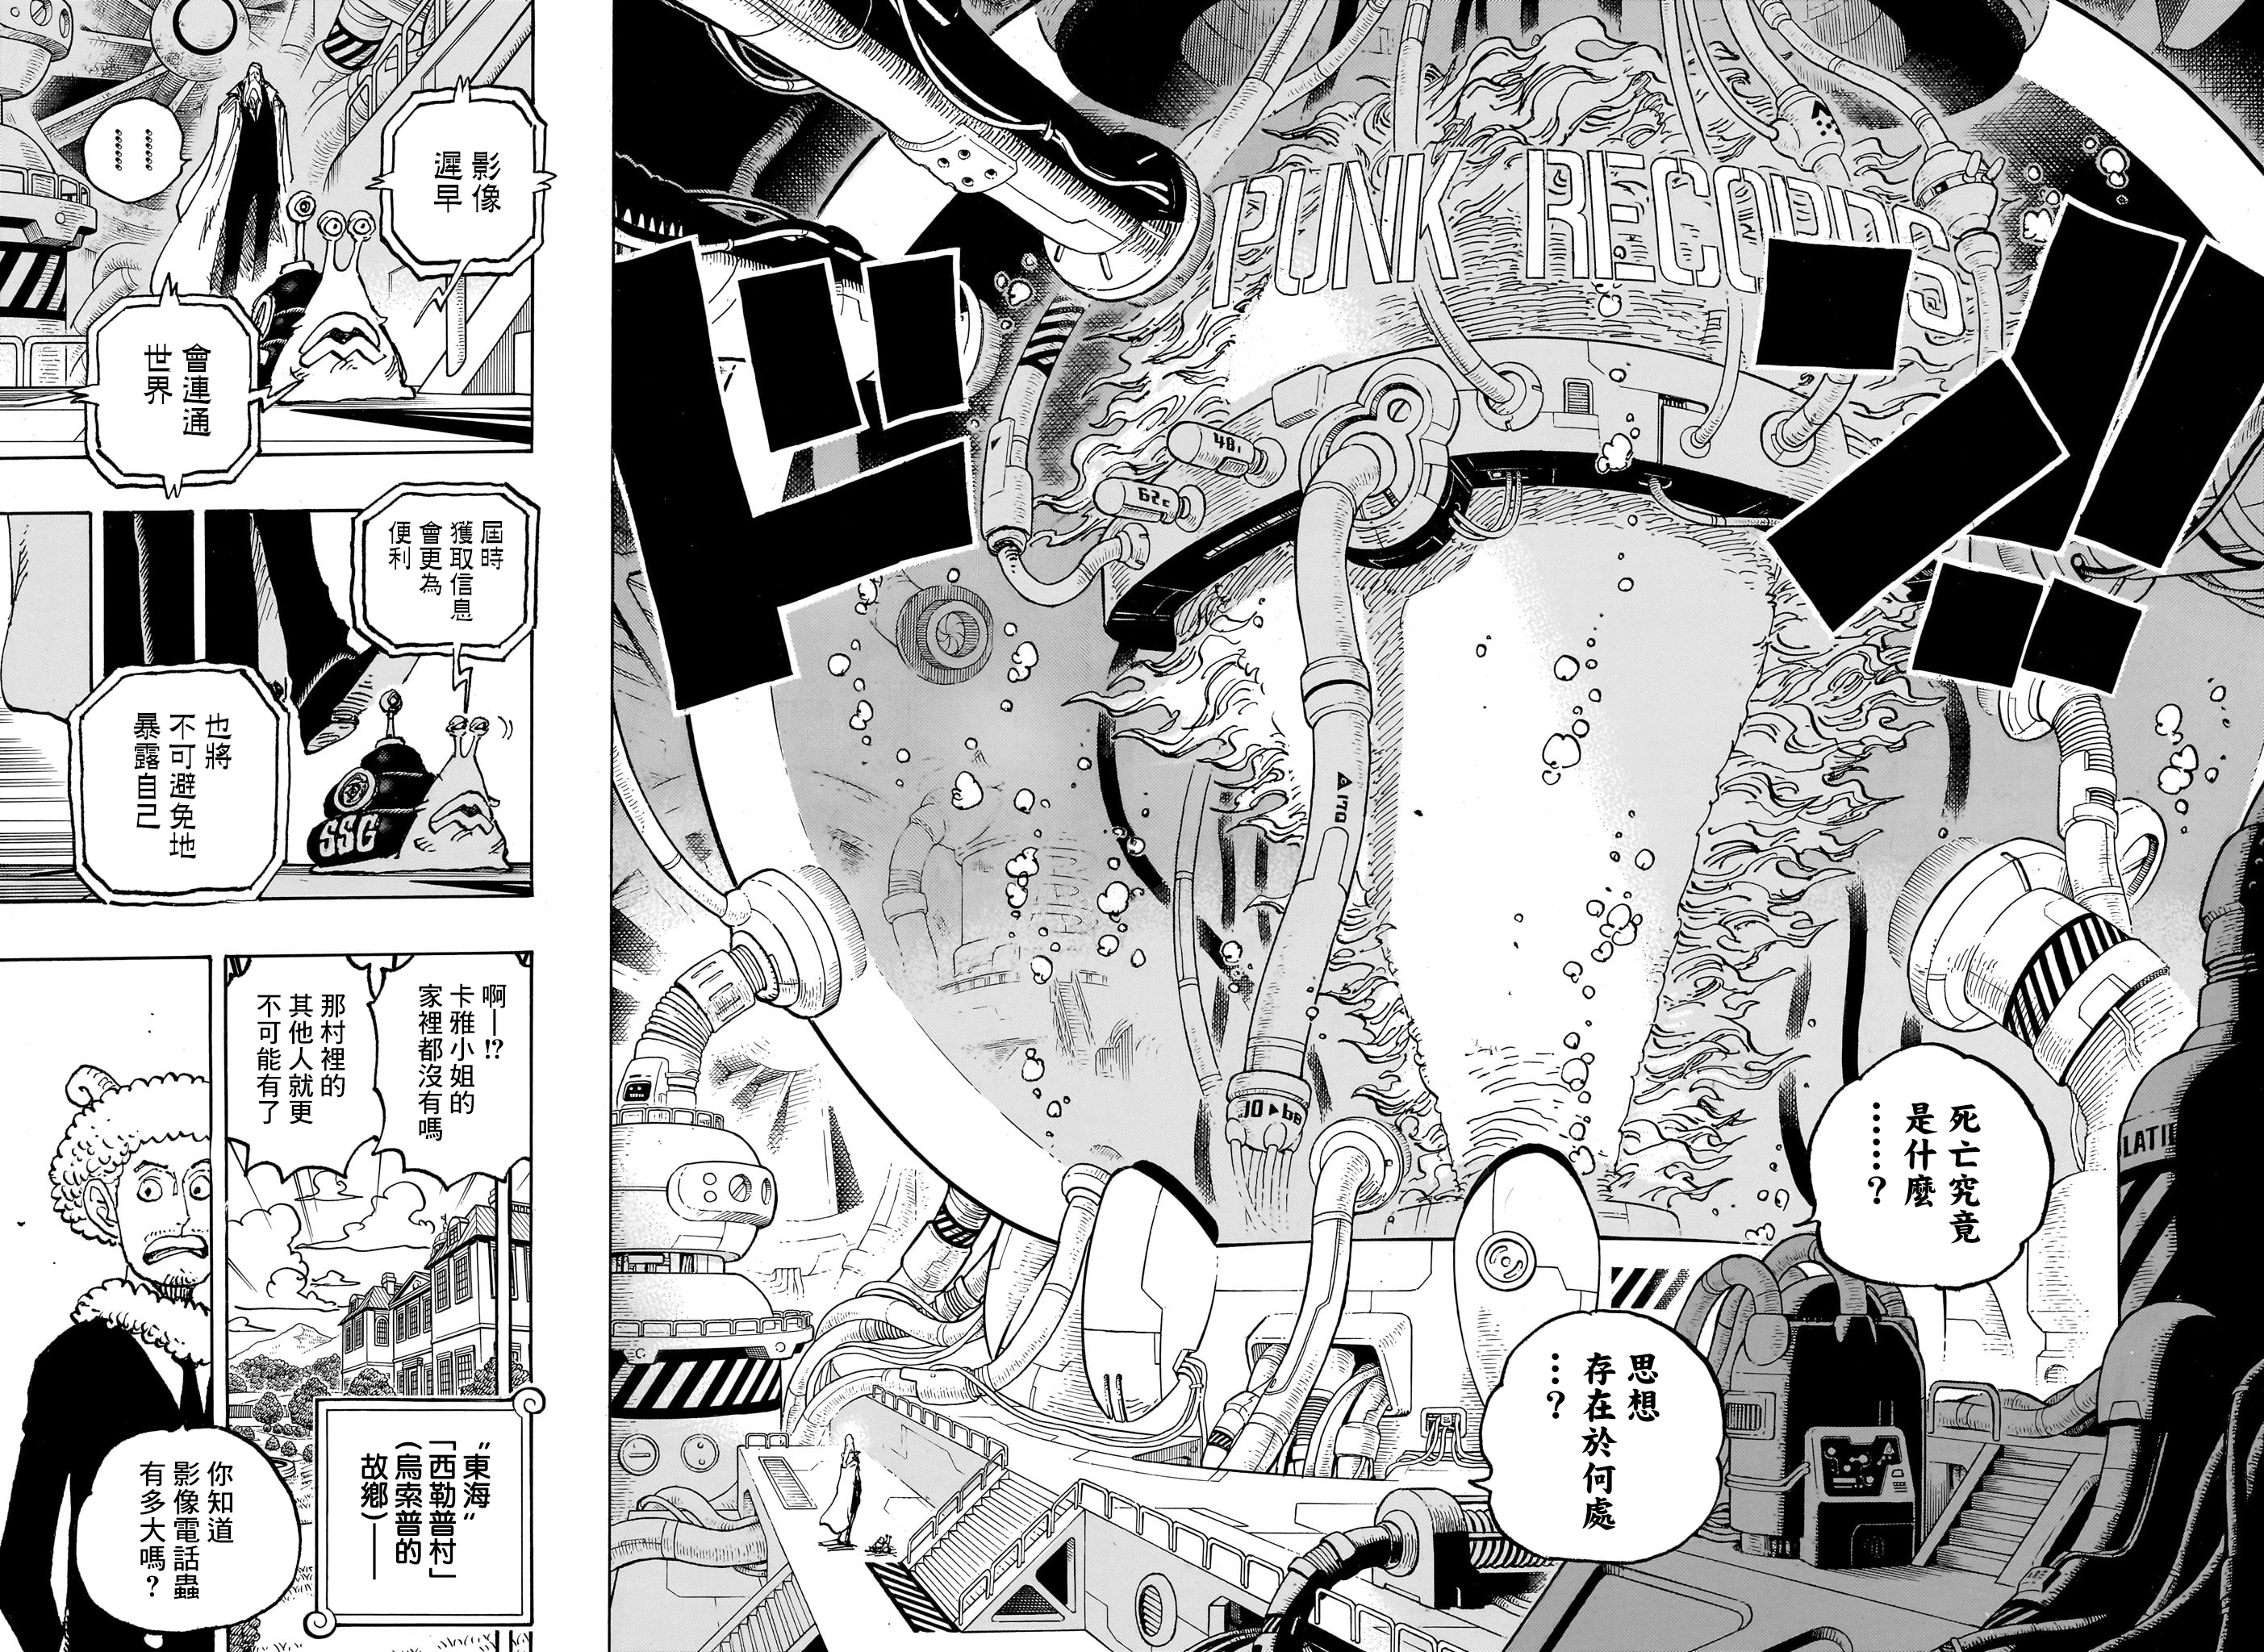 PUNK RECORDS
48
62c
170
死亡究竟
是什麼
……？
思想
存在於何處
…？
影像
遲早
……
……
會連通
世界
屆時
獲取信息
會更為
便利
也將
不可避免地
暴露自己
SSG
啊—!?
卡雅小姐的
家裡都沒有嗎
那村裡的
其他人就更
不可能有了
“東海”
「西勒普村」
（烏索普的
故鄉）——
你知道
影像電話蟲
有多大嗎？